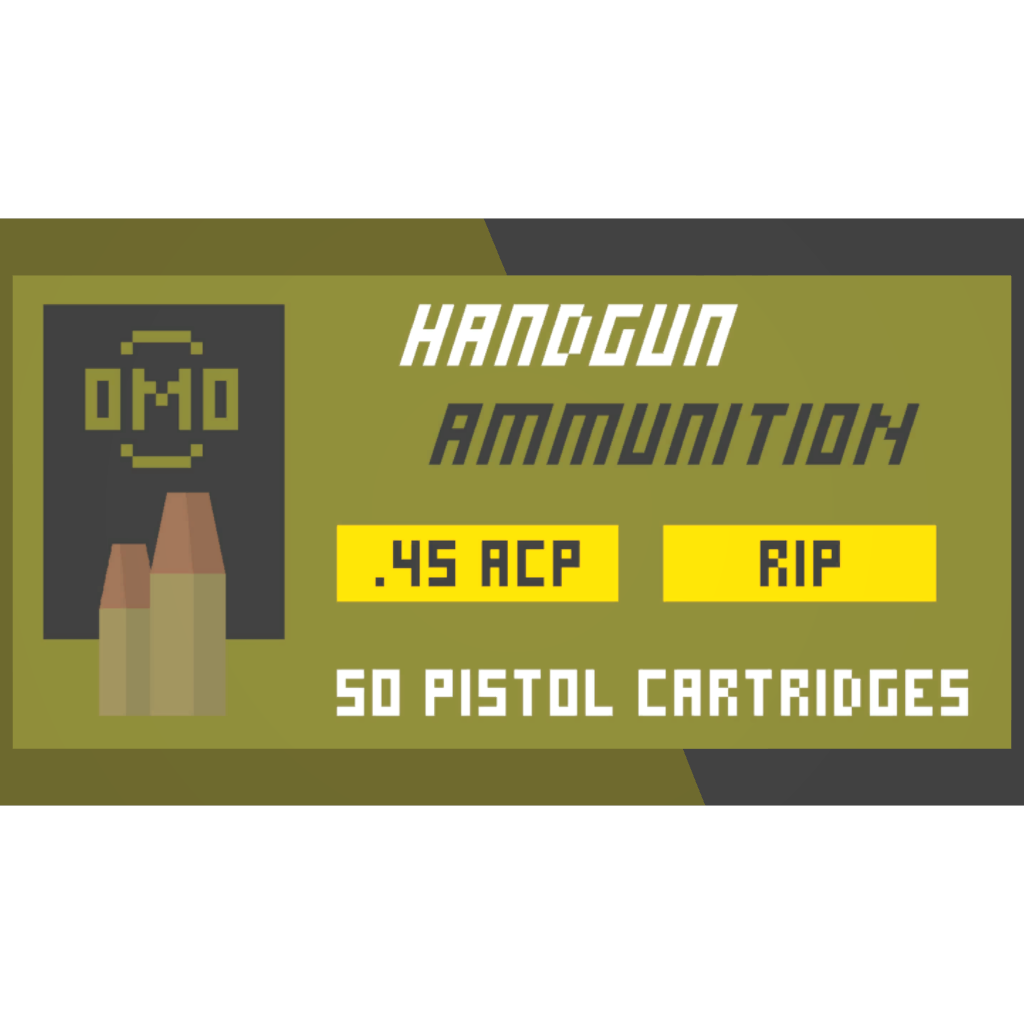 OMO
HANDGUN
AMMUNITION
.45 ACP
RIP
50 PISTOL CARTRIDGES